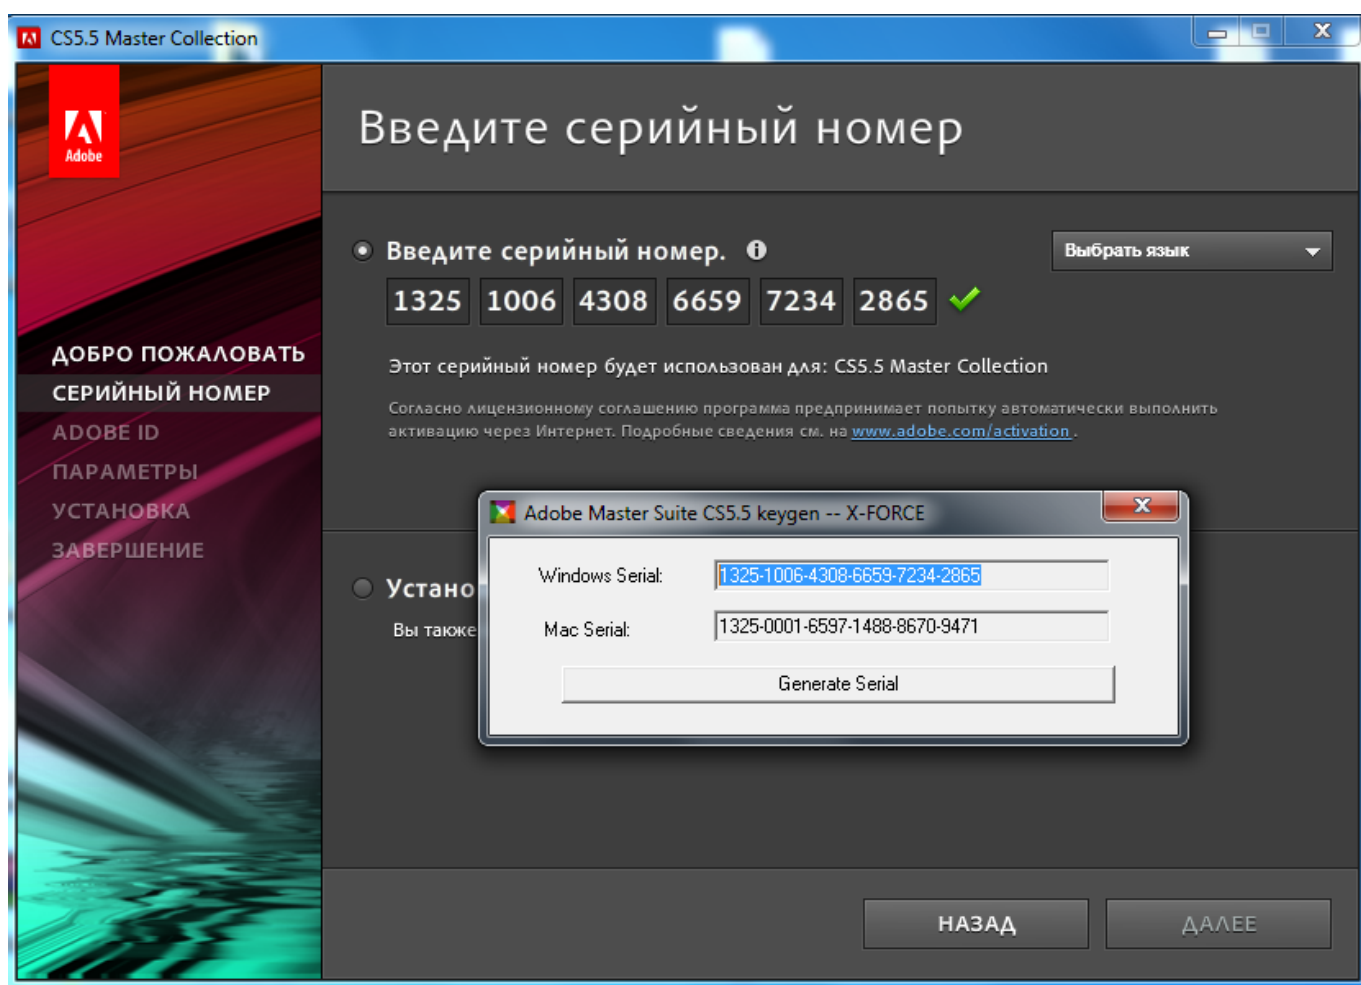 CS5.5 Master Collection
Adobe
Введите серийный номер
Введите серийный номер.
Выбрать язык
1325 1006 4308 6659 7234 2865
Этот серийный номер будет использован для: CS5.5 Master Collection
Согласно лицензионному соглашению программа предпринимает попытку автоматически выполнить
активацию через Интернет. Подробные сведения см. на www.adobe.com/activation .
ДОБРО ПОЖАЛОВАТЬ
СЕРИЙНЫЙ НОМЕР
ADOBE ID
ПАРАМЕТРЫ
УСТАНОВКА
ЗАВЕРШЕНИЕ
Устано
Вы также
Adobe Master Suite CS5.5 keygen -- X-FORCE
Windows Serial: 1325-1006-4308-6659-7234-2865
Mac Serial: 1325-0001-6597-1488-8670-9471
Generate Serial
НАЗАД
ДАЛЕЕ